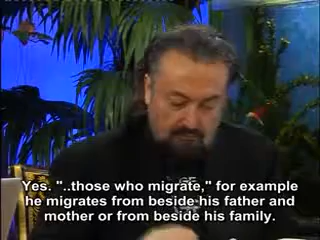 Yes. "..those who migrate," for example
he migrates from beside his father and
mother or from beside his family.